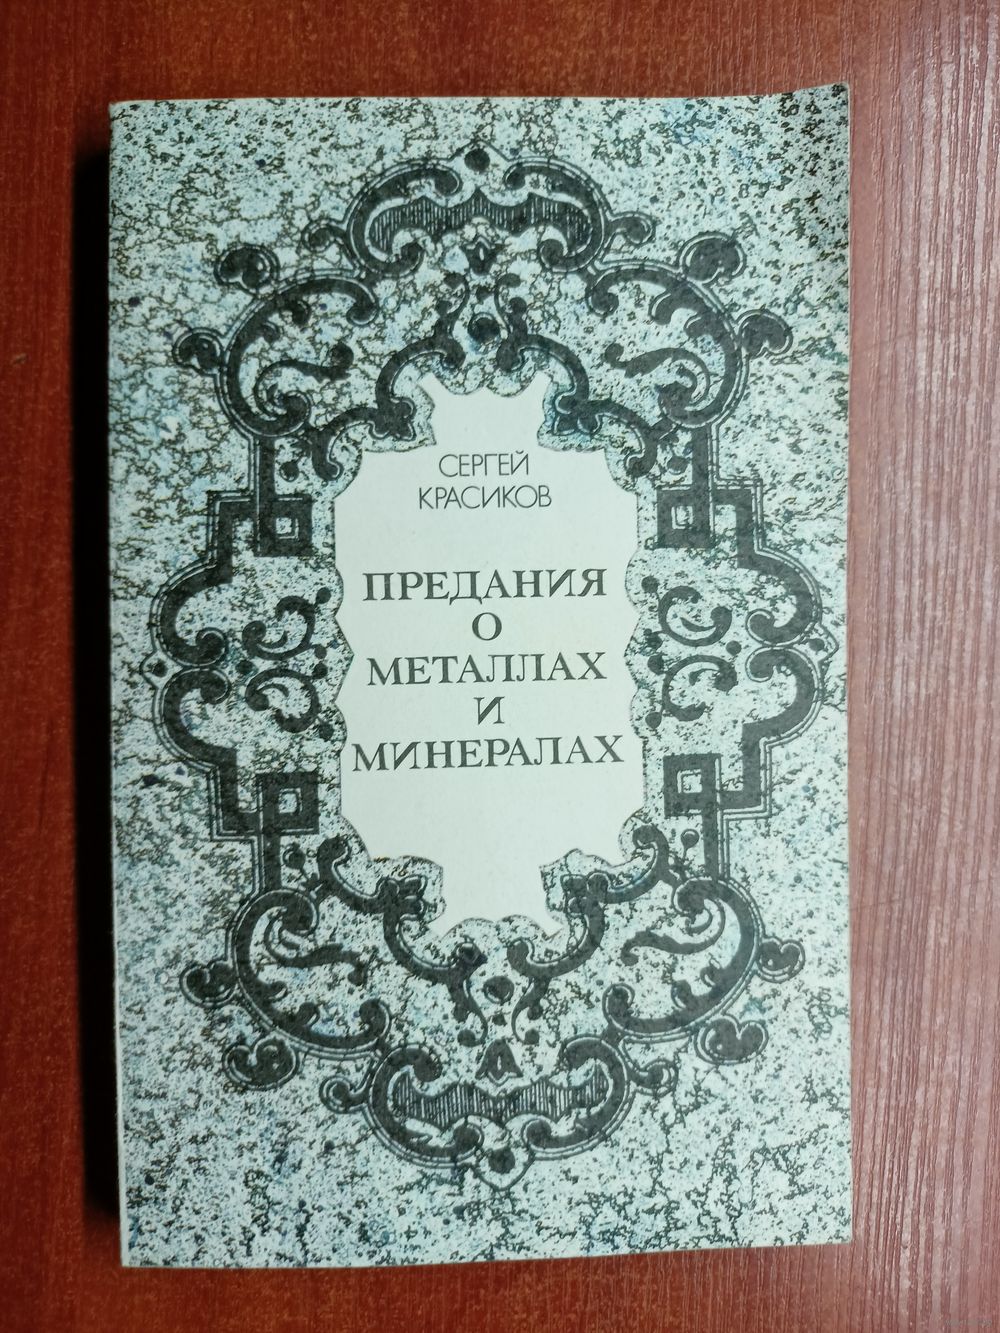 СЕРГЕЙ
КРАСИКОВ
ПРЕДАНИЯ
О
МЕТАЛЛАХ
И
МИНЕРАЛАХ